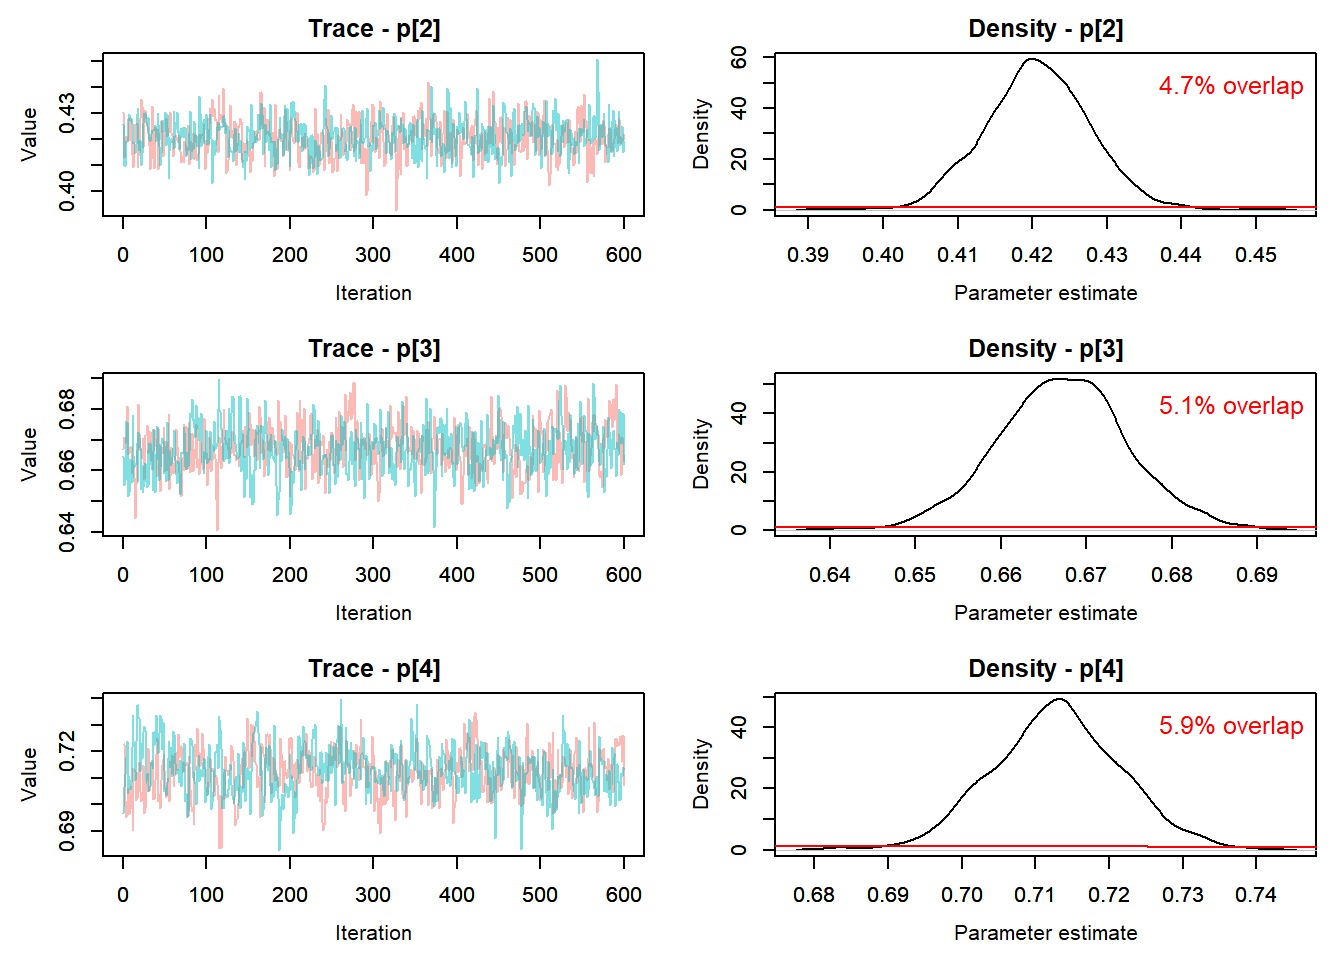 Trace - p[2]
Value
0.40 0.43
0 100 200 300 400 500 600
Iteration
Density - p[2]
4.7% overlap
Density
0 20 40 60
0.39 0.40 0.41 0.42 0.43 0.44 0.45
Parameter estimate
Trace - p[3]
Value
0.64 0.66 0.68
0 100 200 300 400 500 600
Iteration
Density - p[3]
5.1% overlap
Density
0 20 40
0.64 0.65 0.66 0.67 0.68 0.69
Parameter estimate
Trace - p[4]
Value
0.69 0.72
0 100 200 300 400 500 600
Iteration
Density - p[4]
5.9% overlap
Density
0 20 40
0.68 0.69 0.70 0.71 0.72 0.73 0.74
Parameter estimate